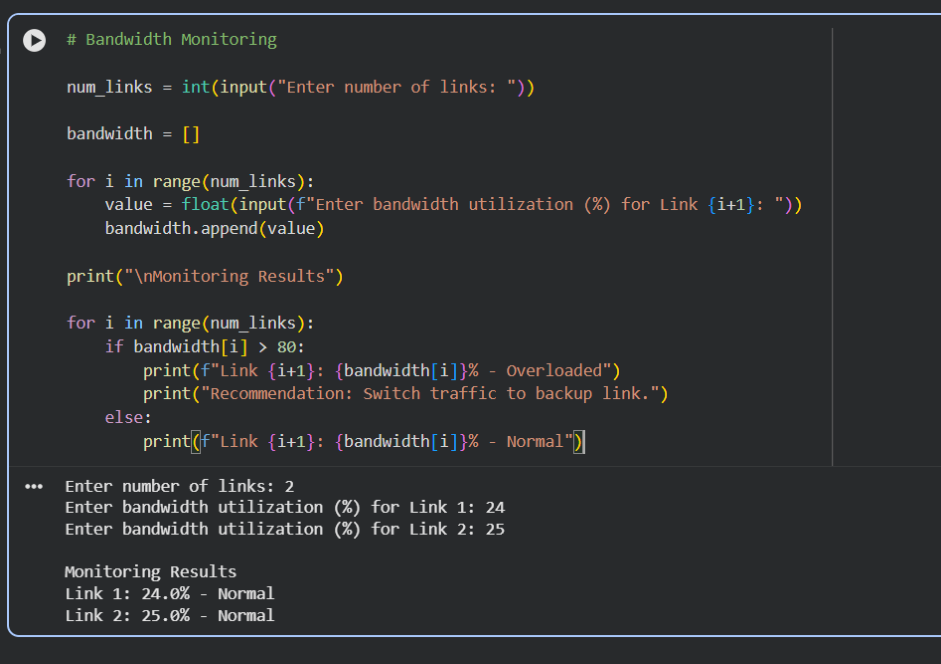 # Bandwidth Monitoring
num_links = int(input("Enter number of links: "))
bandwidth = []
for i in range(num_links):
    value = float(input(f"Enter bandwidth utilization (%) for Link {i+1}: "))
    bandwidth.append(value)
print("\nMonitoring Results")
for i in range(num_links):
    if bandwidth[i] > 80:
        print(f"Link {i+1}: {bandwidth[i]}% - Overloaded")
        print("Recommendation: Switch traffic to backup link.")
    else:
        print(f"Link {i+1}: {bandwidth[i]}% - Normal")
Enter number of links: 2
Enter bandwidth utilization (%) for Link 1: 24
Enter bandwidth utilization (%) for Link 2: 25
Monitoring Results
Link 1: 24.0% - Normal
Link 2: 25.0% - Normal